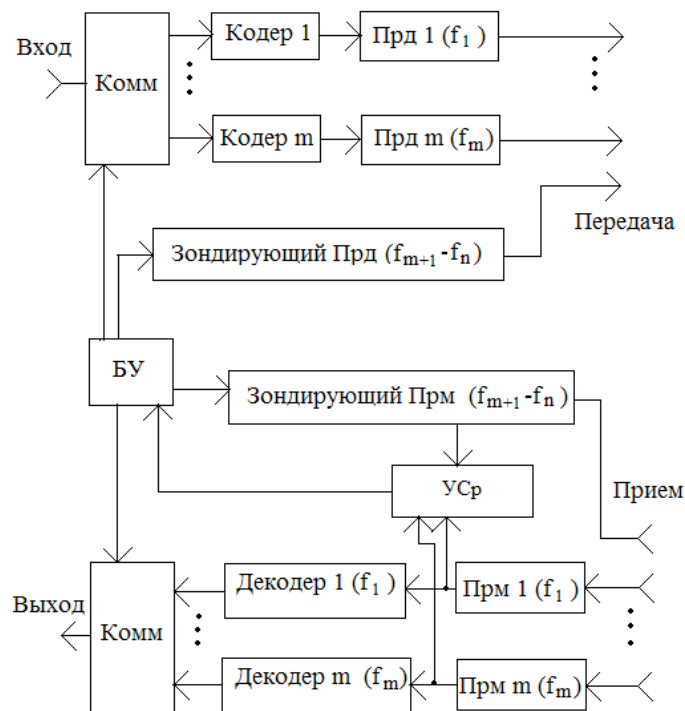 Вход
Комм
Кодер 1
Прд 1 (f1)
Кодер m
Прд m (fm)
Передача
Зондирующий Прд (fm+1-fn)
БУ
Зондирующий Прм (fm+1-fn)
УСр
Прием
Выход
Комм
Декодер 1 (f1)
Прм 1 (f1)
Декодер m (fm)
Прм m (fm)